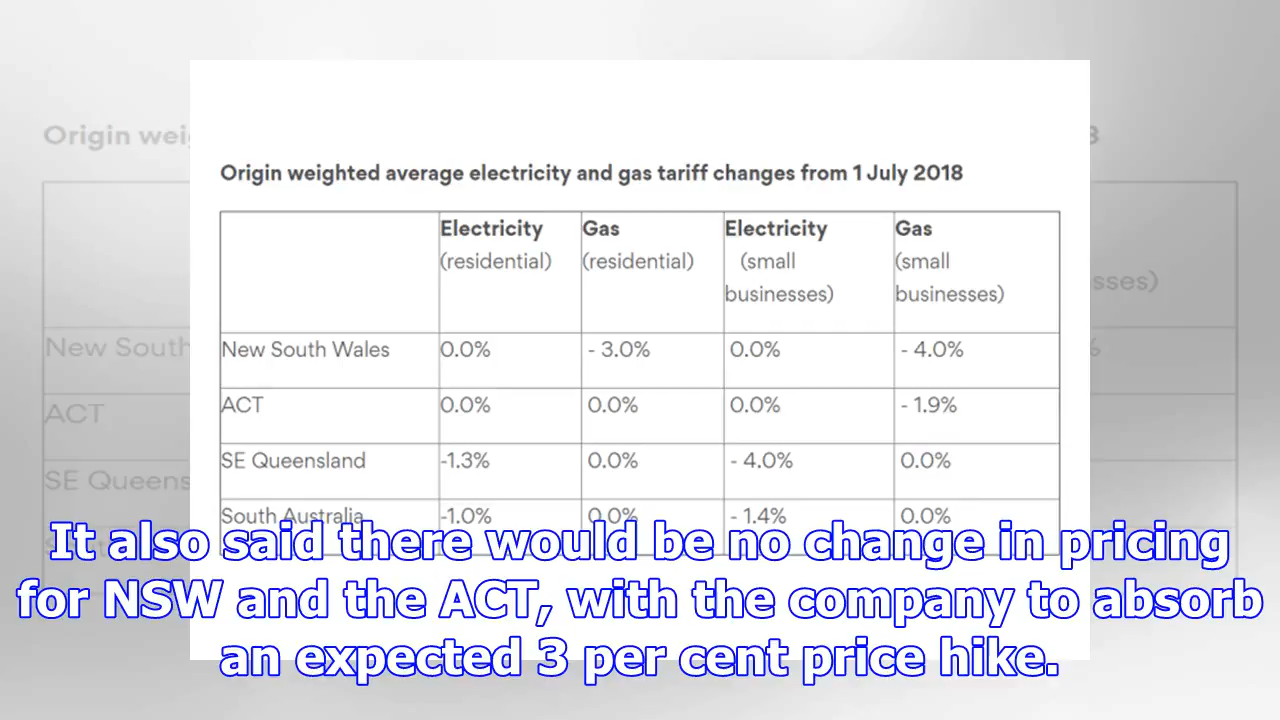 Origin weighted average electricity and gas tariff changes from 1 July 2018
Electricity (residential) Gas (residential) Electricity (small businesses) Gas (small businesses)
New South Wales 0.0% - 3.0% 0.0% - 4.0%
ACT 0.0% 0.0% 0.0% - 1.9%
SE Queensland -1.3% 0.0% - 4.0% 0.0%
South Australia -1.0% 0.0% - 1.4% 0.0%
It also said there would be no change in pricing
for NSW and the ACT, with the company to absorb
an expected 3 per cent price hike.